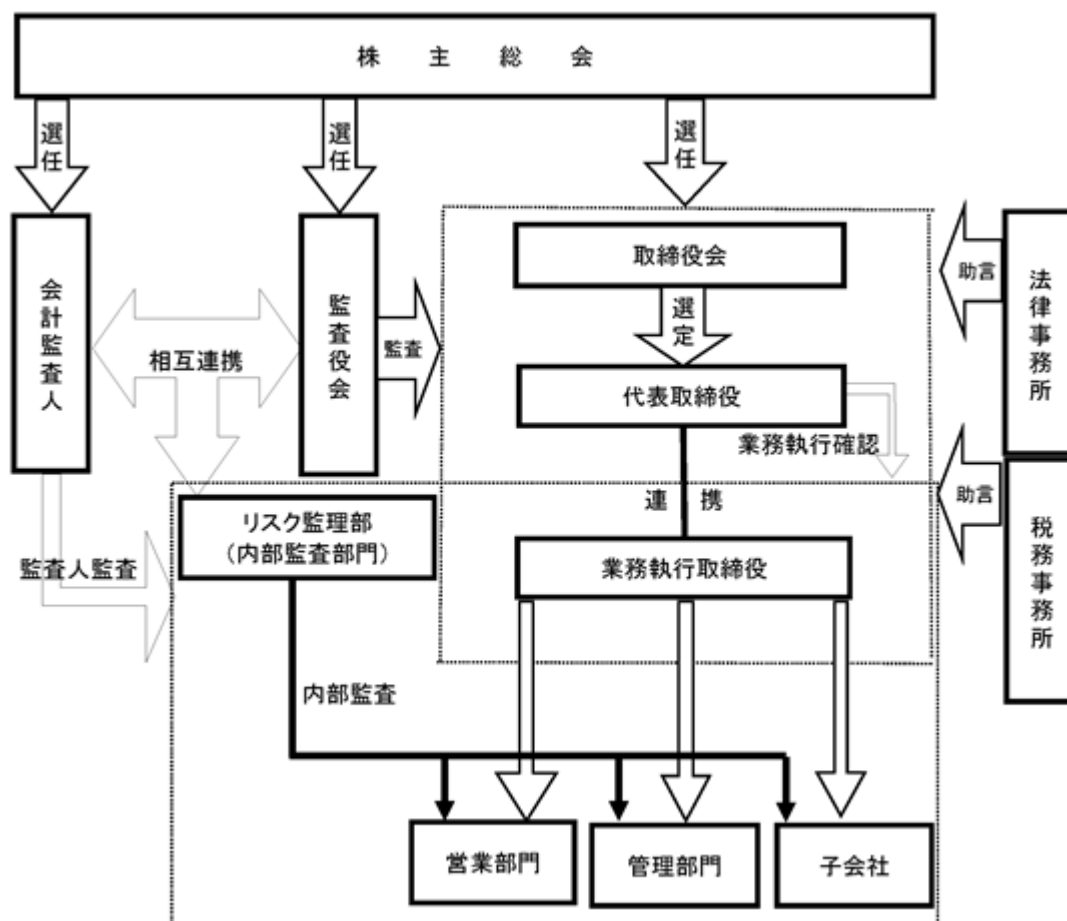 株主総会
選任
選任
選任
会計監査人
監査役会
取締役会
法律事務所
助言
選定
相互連携
監査
代表取締役
業務執行確認
助言
税務事務所
連携
リスク監理部
（内部監査部門）
業務執行取締役
監査人監査
内部監査
営業部門
管理部門
子会社